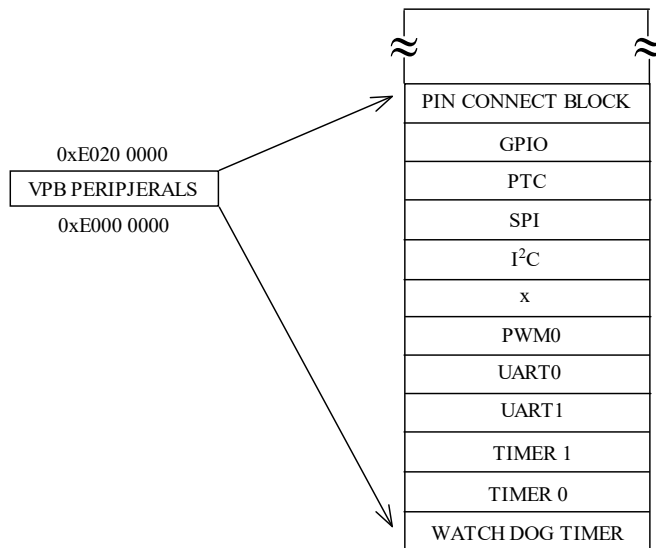 0xE020 0000
VPB PERIPJERALS
0xE000 0000
PIN CONNECT BLOCK
GPIO
PTC
SPI
I²C
x
PWM0
UART0
UART1
TIMER 1
TIMER 0
WATCH DOG TIMER